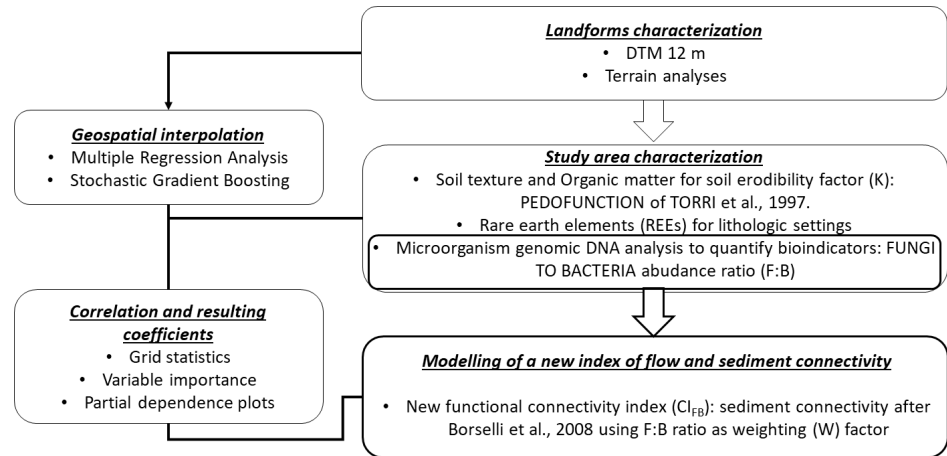 Landforms characterization
• DTM 12 m
• Terrain analyses
Geospatial interpolation
• Multiple Regression Analysis
• Stochastic Gradient Boosting
Study area characterization
• Soil texture and Organic matter for soil erodibility factor (K):
PEDOFUNCTION of TORRI et al., 1997.
• Rare earth elements (REEs) for lithologic settings
• Microorganism genomic DNA analysis to quantify bioindicators: FUNGI
TO BACTERIA abudance ratio (F:B)
Correlation and resulting
coefficients
• Grid statistics
• Variable importance
• Partial dependence plots
Modelling of a new index of flow and sediment connectivity
• New functional connectivity index (CI_FB): sediment connectivity after
Borselli et al., 2008 using F:B ratio as weighting (W) factor